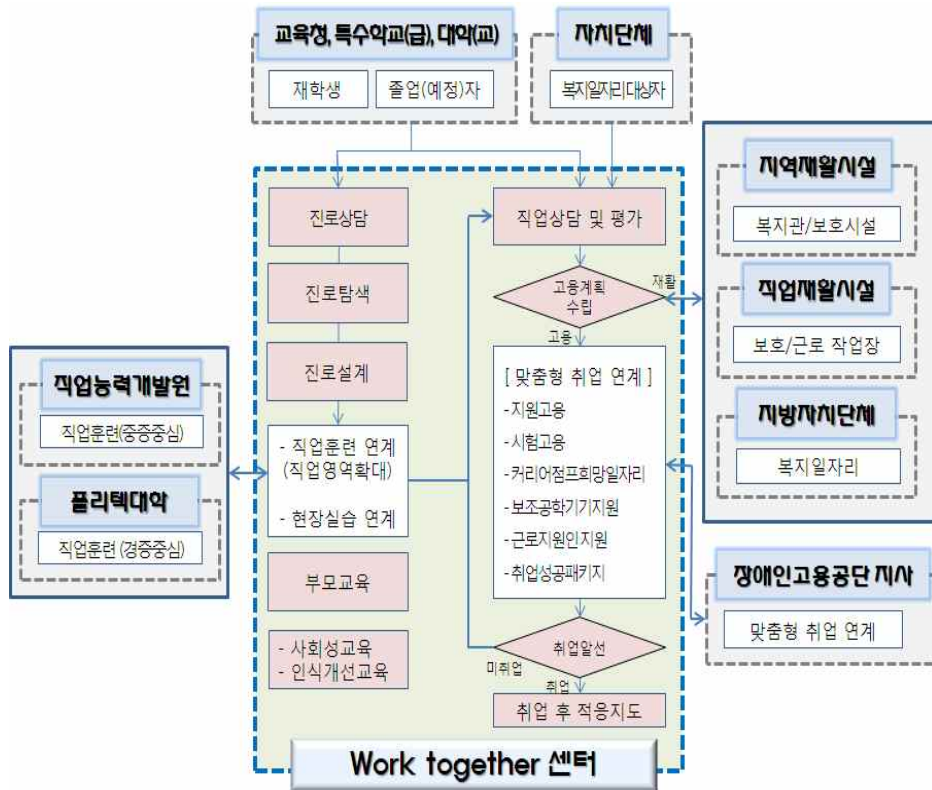 교육청, 특수학교(급), 대학(교)
재학생
졸업(예정)자
자치단체
복지일자리대상자
진로상담
진로탐색
진로설계
- 직업훈련 연계
(직업영역확대)
- 현장실습 연계
부모교육
- 사회성교육
- 인식개선교육
직업상담 및 평가
고용계획
수립
재활
고용
[ 맞춤형 취업 연계 ]
-지원고용
-시험고용
-커리어점프희망일자리
-보조공학기기지원
-근로지원인지원
-취업성공패키지
취업알선
미취업
취업
취업 후 적응지도
직업능력개발원
직업훈련(중증중심)
폴리텍대학
직업훈련 (경증중심)
지역재활시설
복지관/보호시설
직업재활시설
보호/근로 작업장
지방자치단체
복지일자리
장애인고용공단 지사
맞춤형 취업 연계
Work together 센터